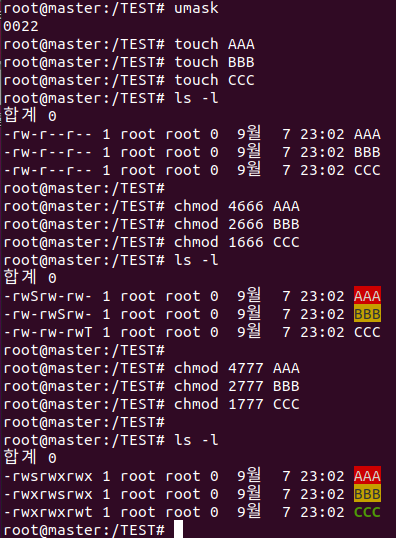 root@master:/TEST# umask
0022
root@master:/TEST# touch AAA
root@master:/TEST# touch BBB
root@master:/TEST# touch CCC
root@master:/TEST# ls -l
합계 0
-rw-r--r-- 1 root root 0  9월  7 23:02 AAA
-rw-r--r-- 1 root root 0  9월  7 23:02 BBB
-rw-r--r-- 1 root root 0  9월  7 23:02 CCC
root@master:/TEST#
root@master:/TEST# chmod 4666 AAA
root@master:/TEST# chmod 2666 BBB
root@master:/TEST# chmod 1666 CCC
root@master:/TEST# ls -l
합계 0
-rwSrw-rw- 1 root root 0  9월  7 23:02 AAA
-rw-rwSrw- 1 root root 0  9월  7 23:02 BBB
-rw-rw-rwT 1 root root 0  9월  7 23:02 CCC
root@master:/TEST#
root@master:/TEST# chmod 4777 AAA
root@master:/TEST# chmod 2777 BBB
root@master:/TEST# chmod 1777 CCC
root@master:/TEST#
root@master:/TEST# ls -l
합계 0
-rwsrwxrwx 1 root root 0  9월  7 23:02 AAA
-rwxrwsrwx 1 root root 0  9월  7 23:02 BBB
-rwxrwxrwt 1 root root 0  9월  7 23:02 CCC
root@master:/TEST#